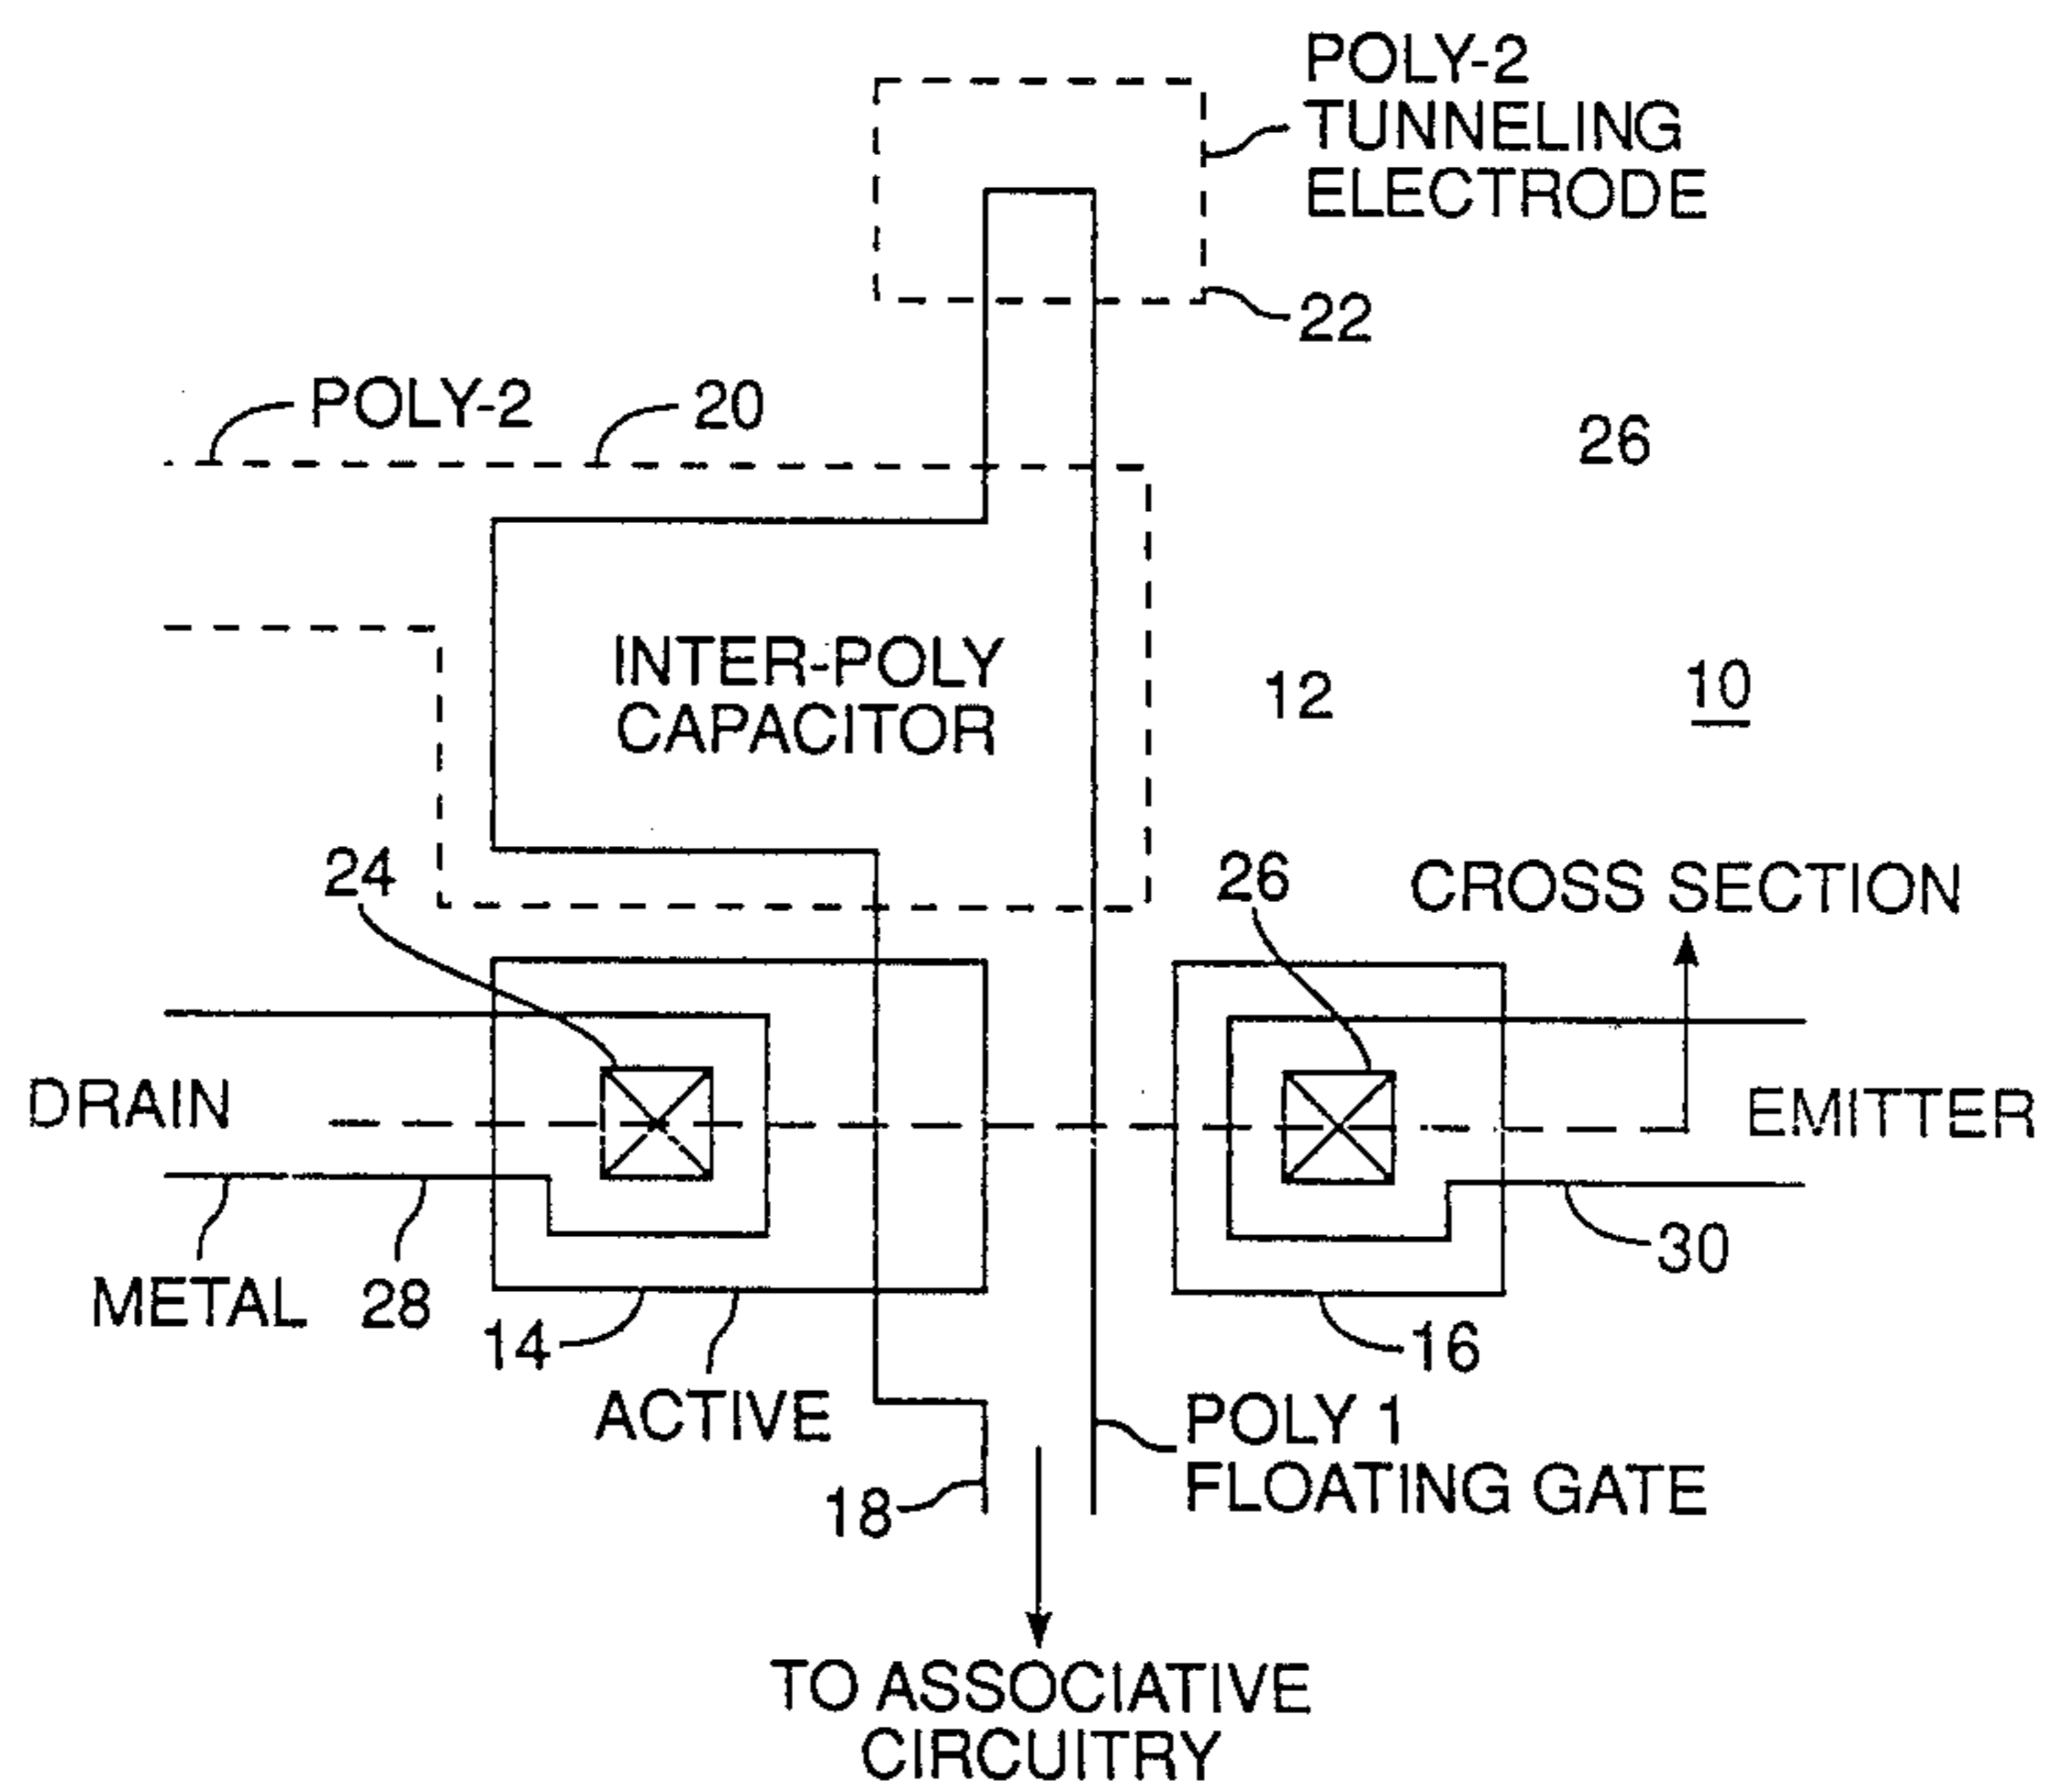 POLY-2
TUNNELING
ELECTRODE
22
POLY-2
20
26
INTER-POLY
CAPACITOR
12
10
24
26
CROSS SECTION
DRAIN
EMITTER
METAL
28
14
ACTIVE
30
16
18
POLY 1
FLOATING GATE
TO ASSOCIATIVE
CIRCUITRY